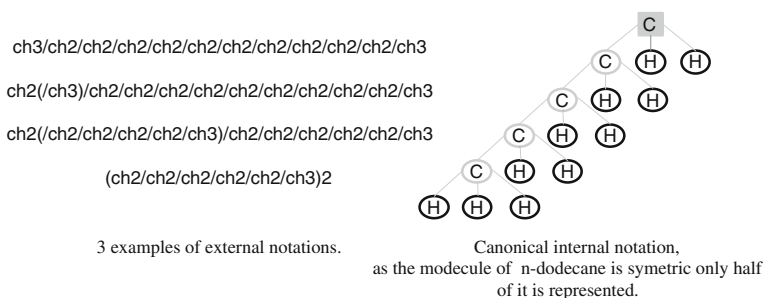 ch3/ch2/ch2/ch2/ch2/ch2/ch2/ch2/ch2/ch2/ch2/ch3
ch2(/ch3)/ch2/ch2/ch2/ch2/ch2/ch2/ch2/ch2/ch2/ch3
ch2(/ch2/ch2/ch2/ch2/ch3)/ch2/ch2/ch2/ch2/ch2/ch3
(ch2/ch2/ch2/ch2/ch2/ch3)2
3 examples of external notations.
C
C H H
C H H
C H H
C H H
H H H
Canonical internal notation,
as the modecule of n-dodecane is symetric only half
of it is represented.